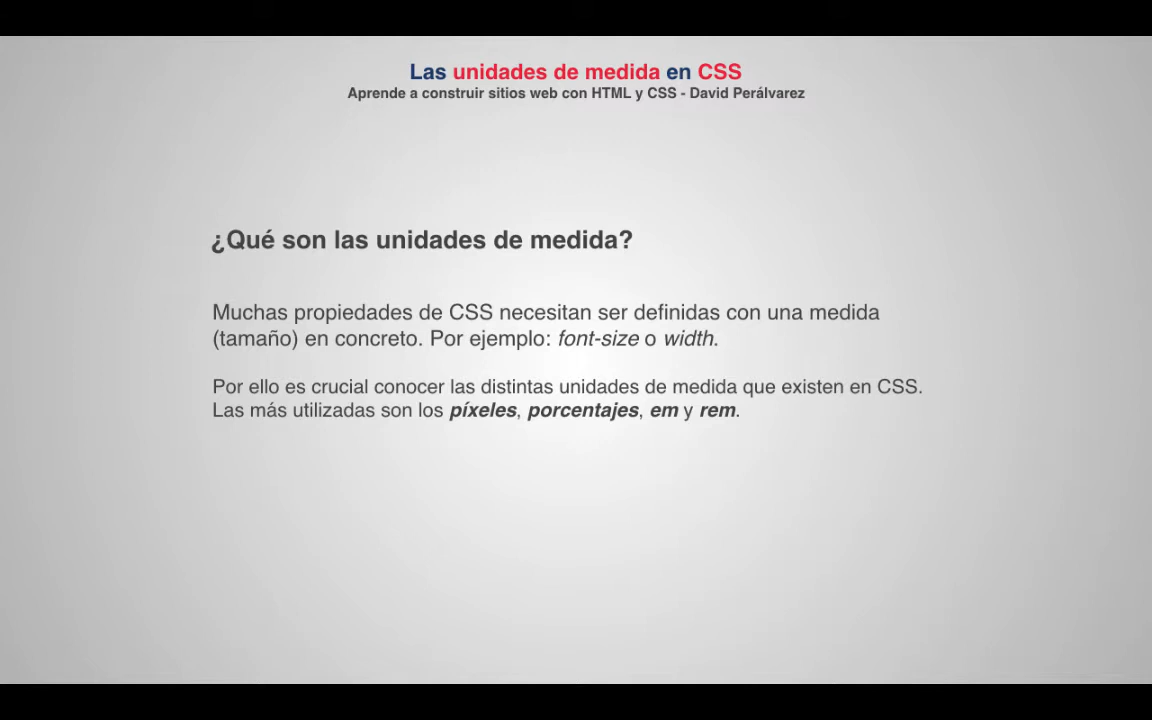 Las unidades de medida en CSS
Aprende a construir sitios web con HTML y CSS - David Perálvarez
¿Qué son las unidades de medida?
Muchas propiedades de CSS necesitan ser definidas con una medida
(tamaño) en concreto. Por ejemplo: font-size o width.
Por ello es crucial conocer las distintas unidades de medida que existen en CSS.
Las más utilizadas son los píxeles, porcentajes, em y rem.